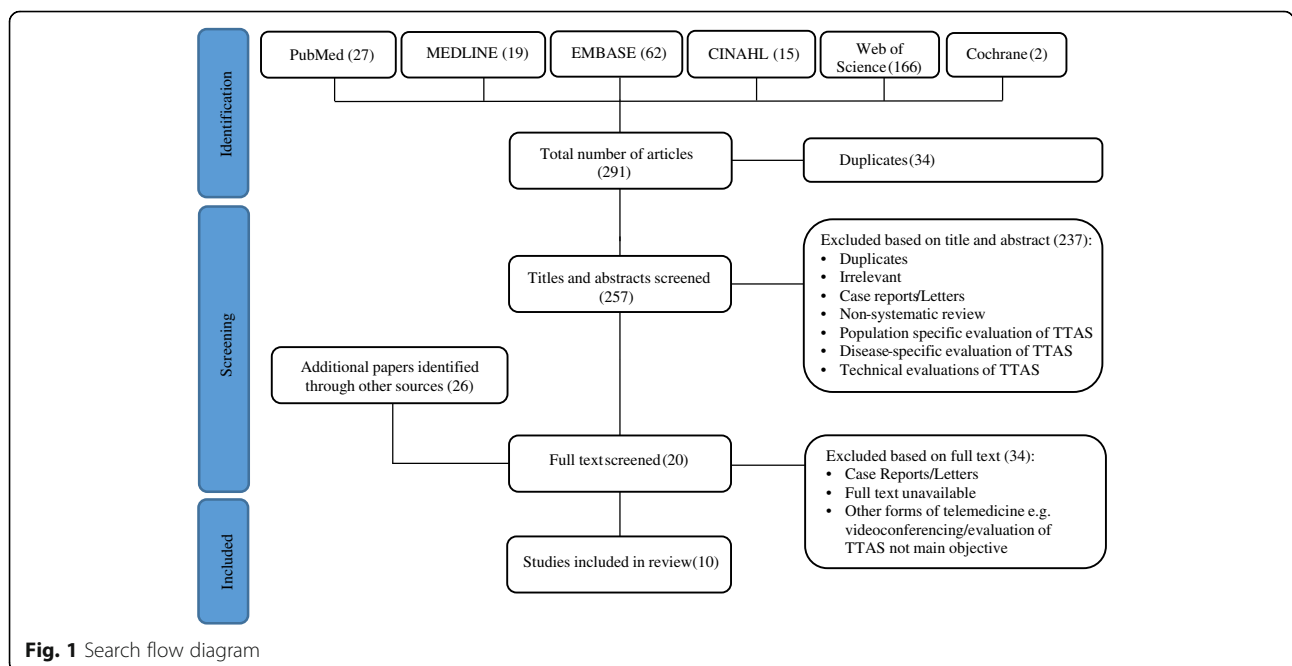 PubMed (27)
MEDLINE (19)
EMBASE (62)
CINAHL (15)
Web of
Science (166)
Cochrane (2)
Identification
Total number of articles
(291)
Duplicates (34)
Screening
Titles and abstracts screened
(257)
Excluded based on title and abstract (237):
• Duplicates
• Irrelevant
• Case reports/Letters
• Non-systematic review
• Population specific evaluation of TTAS
• Disease-specific evaluation of TTAS
• Technical evaluations of TTAS
Additional papers identified
through other sources (26)
Full text screened (20)
Excluded based on full text (34):
• Case Reports/Letters
• Full text unavailable
• Other forms of telemedicine e.g.
videoconferencing/evaluation of
TTAS not main objective
Included
Studies included in review (10)
Fig. 1 Search flow diagram